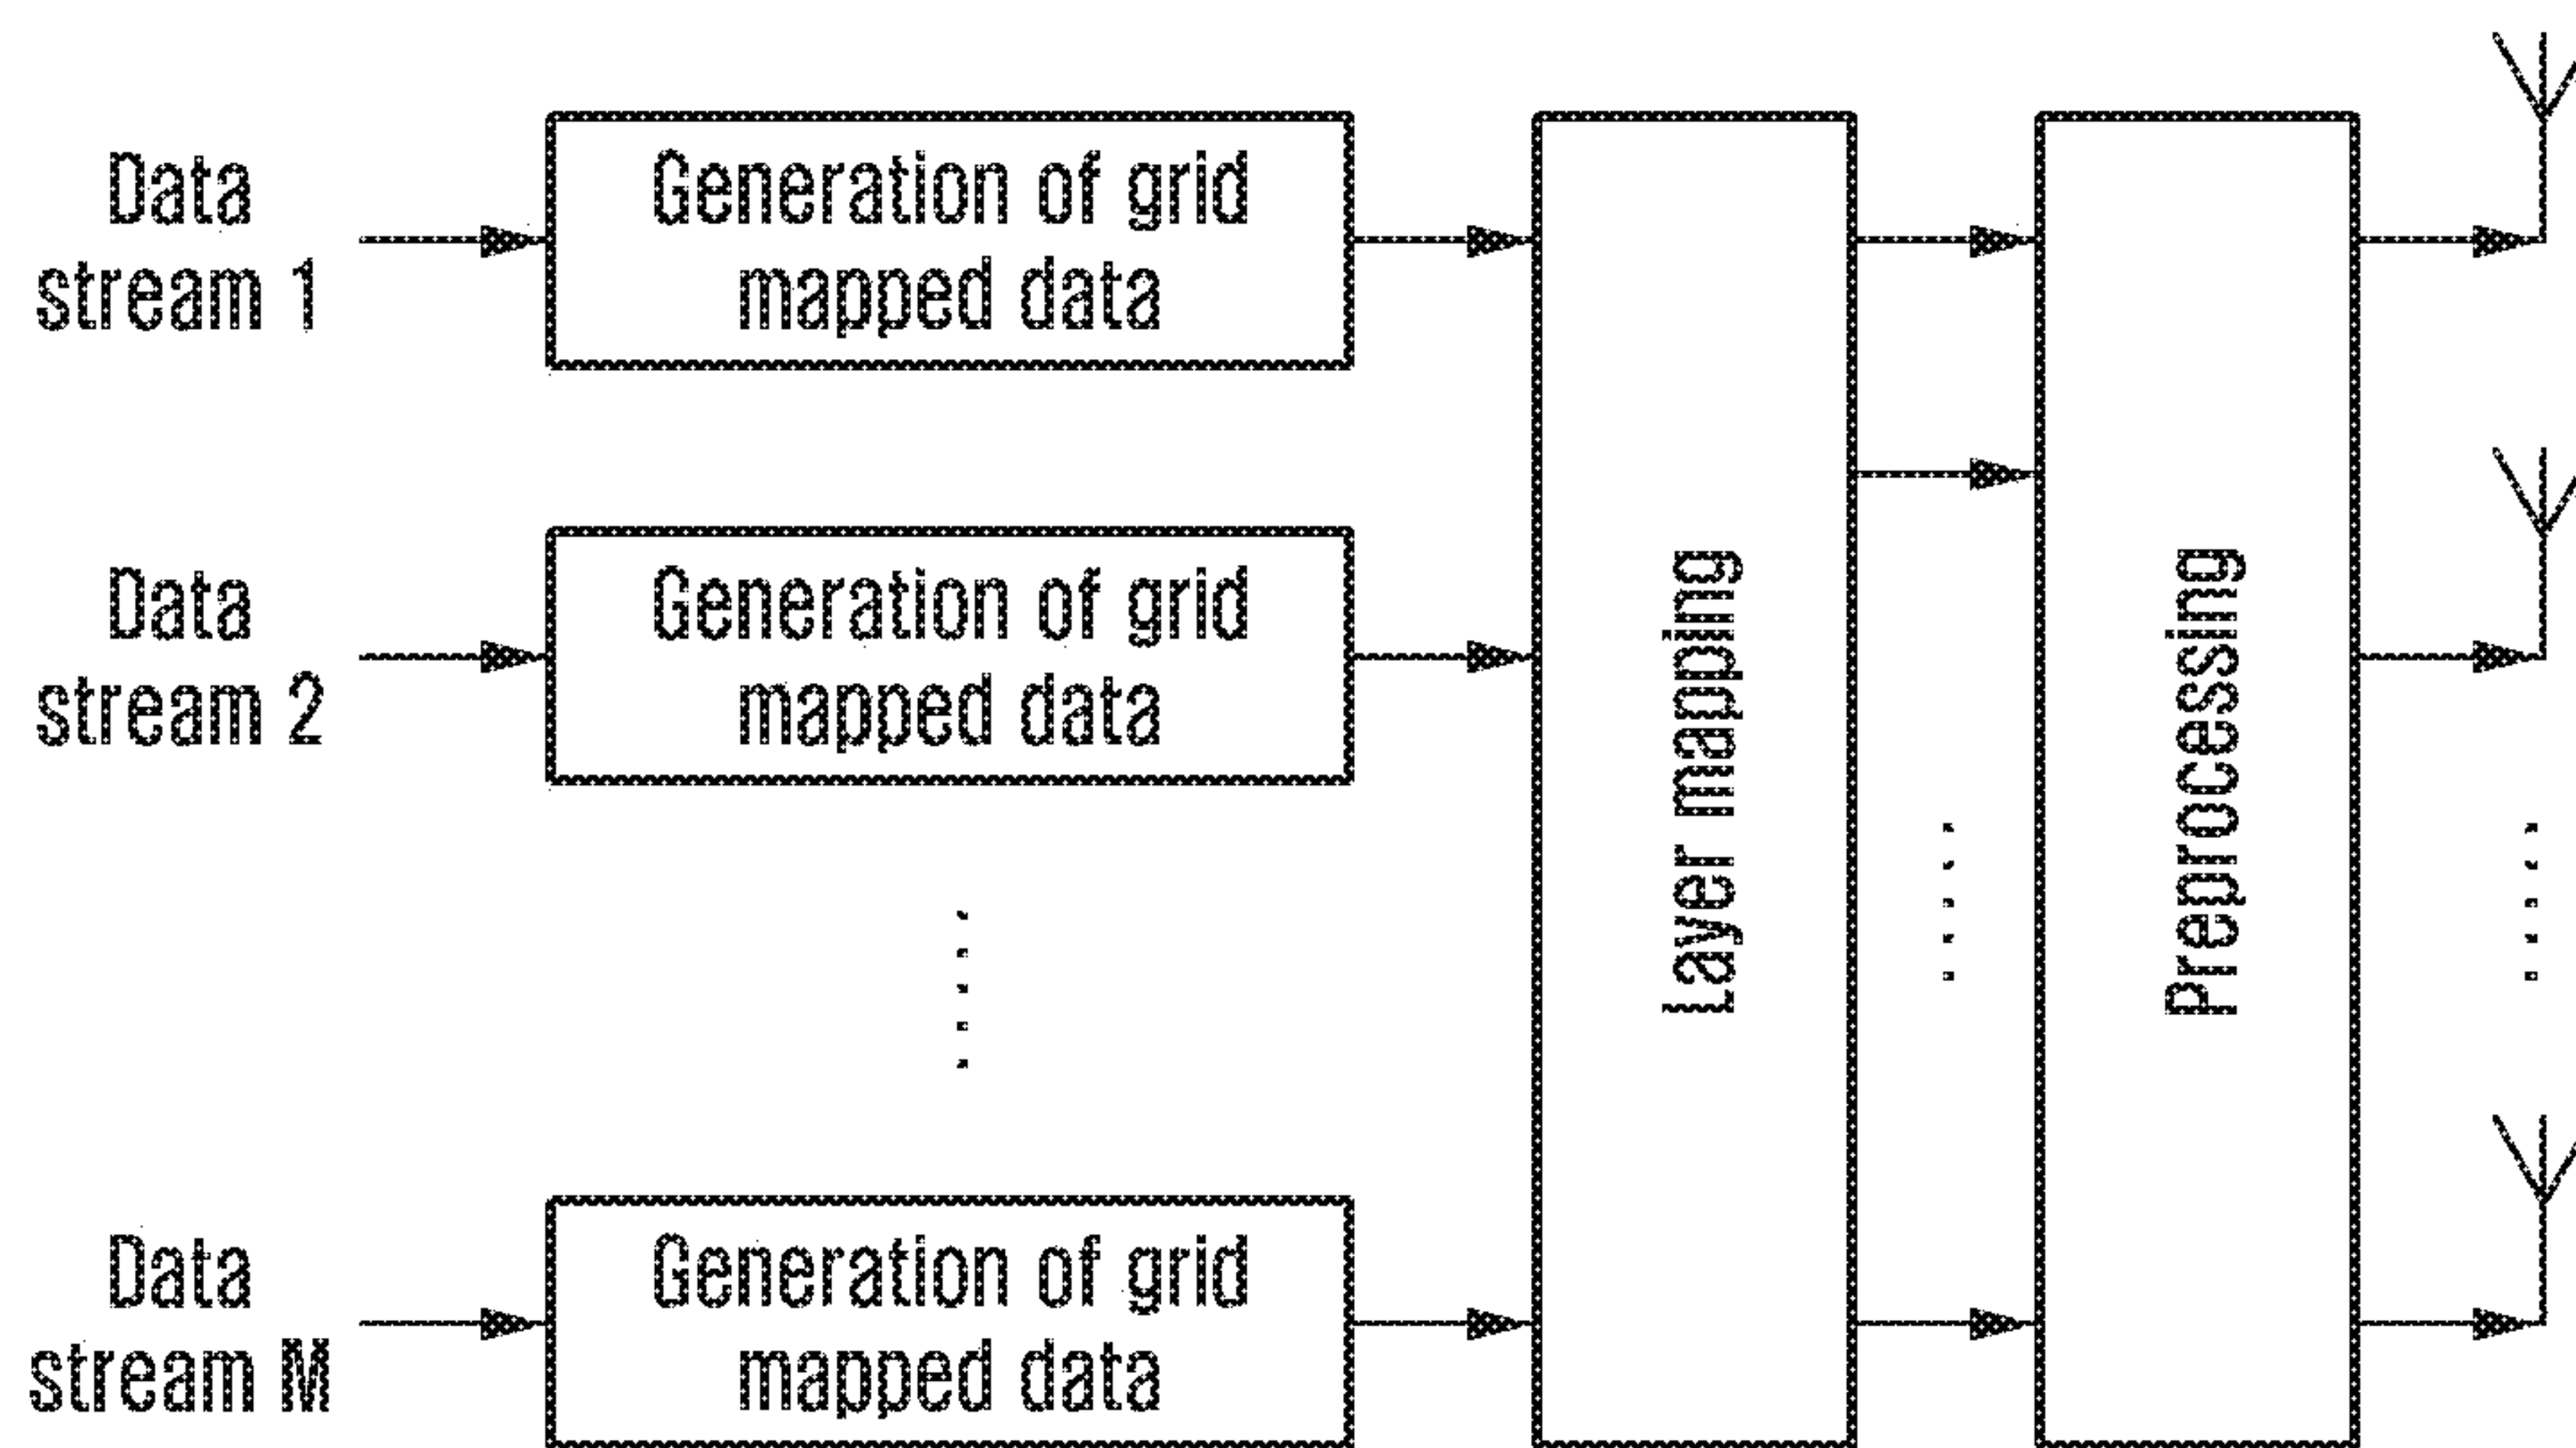 Data
stream 1
Generation of grid
mapped data
Data
stream 2
Generation of grid
mapped data
Data
stream M
Generation of grid
mapped data
Layer mapping
Preprocessing